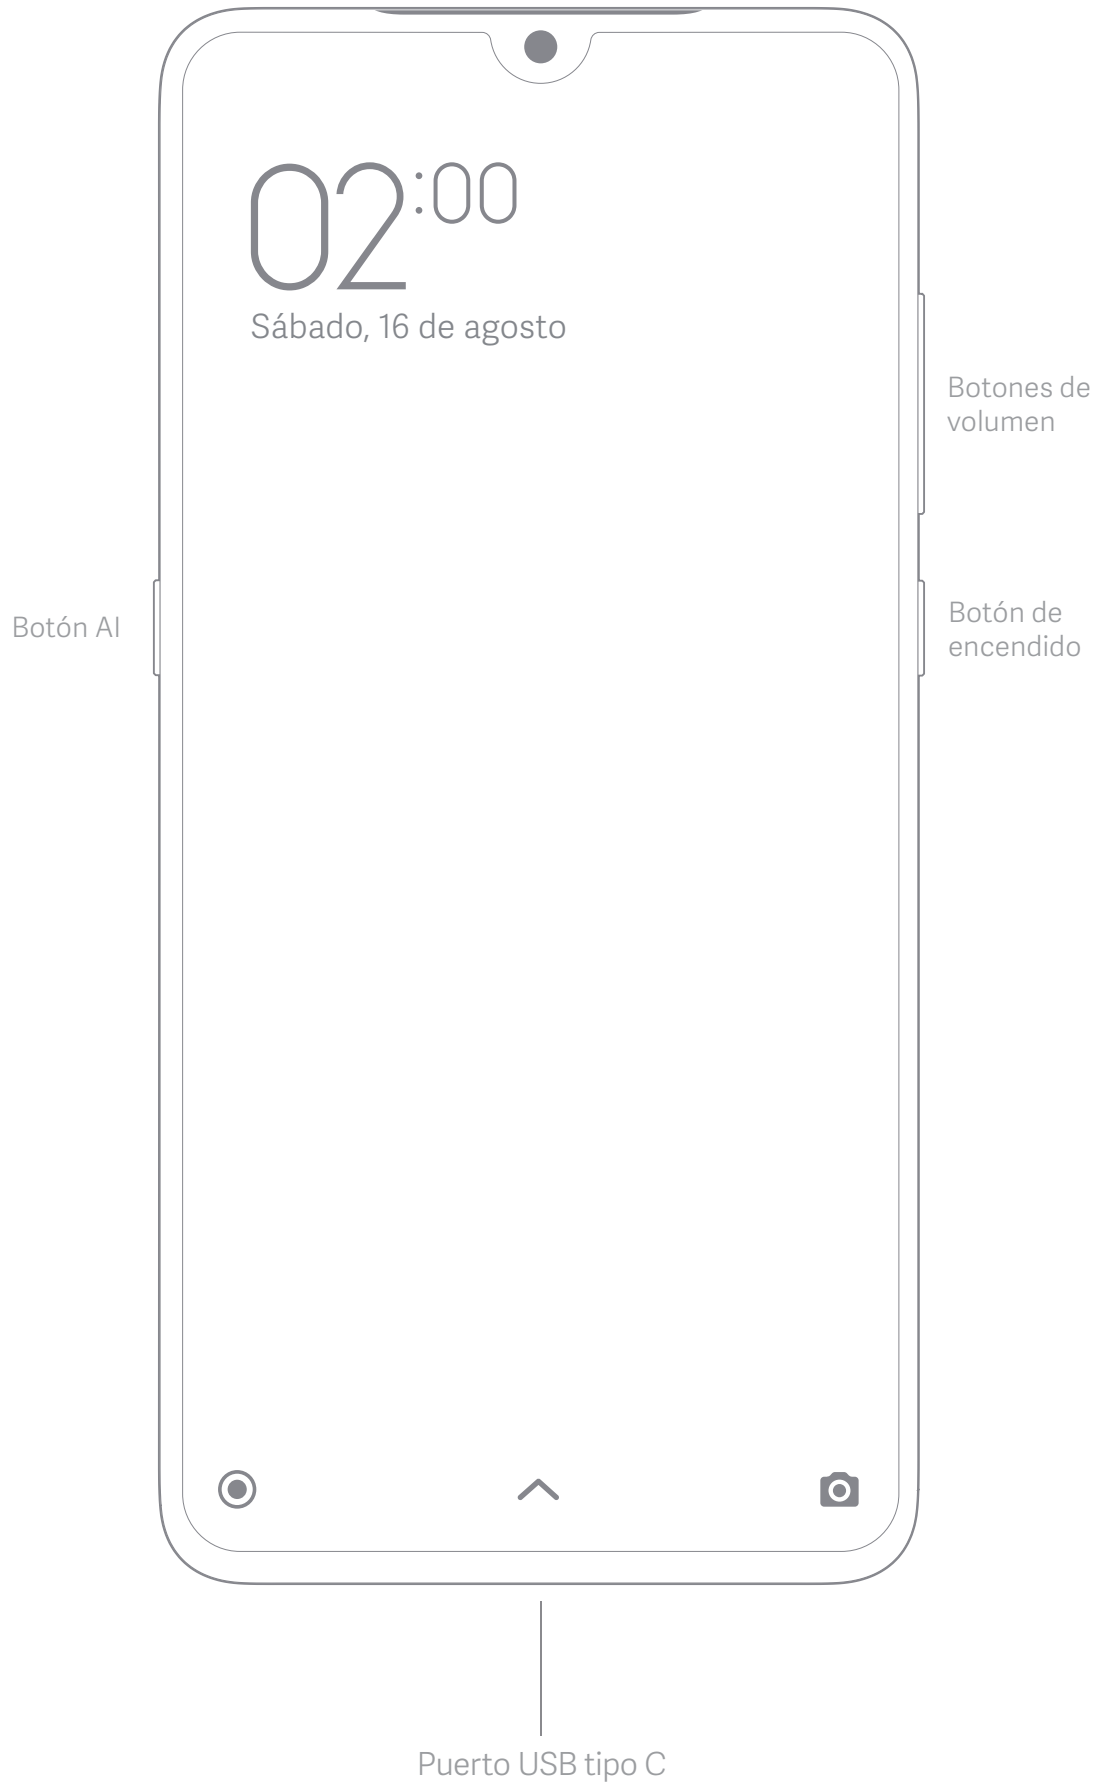 02:00
Sábado, 16 de agosto
Botones de
volumen
Botón AI
Botón de
encendido
Puerto USB tipo C